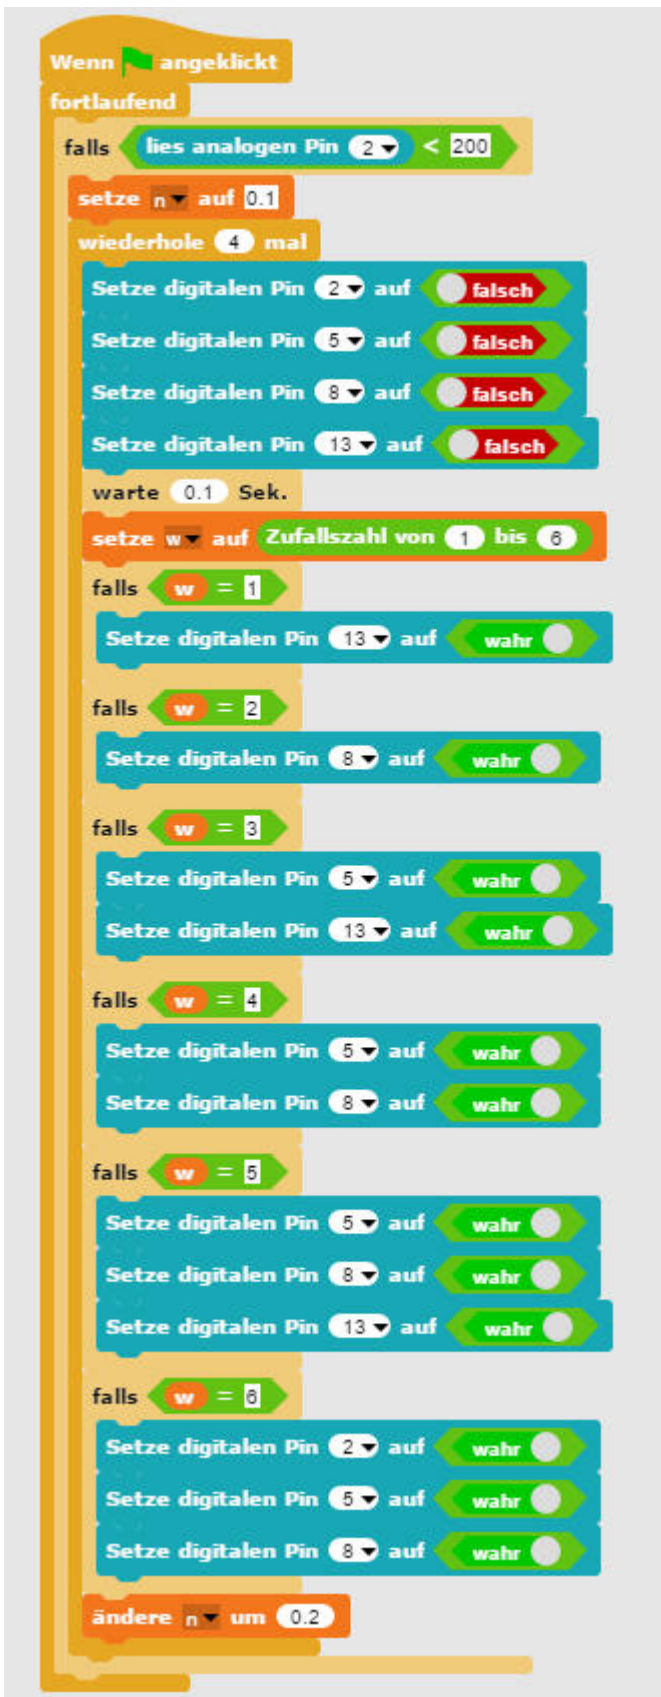 Wenn angeklickt
fortlaufend
falls lies analogen Pin 2 < 200
setze n auf 0.1
wiederhole 4 mal
Setze digitalen Pin 2 auf falsch
Setze digitalen Pin 5 auf falsch
Setze digitalen Pin 8 auf falsch
Setze digitalen Pin 13 auf falsch
warte 0.1 Sek.
setze w auf Zufallszahl von 1 bis 6
falls w = 1
Setze digitalen Pin 13 auf wahr
falls w = 2
Setze digitalen Pin 8 auf wahr
falls w = 3
Setze digitalen Pin 5 auf wahr
Setze digitalen Pin 13 auf wahr
falls w = 4
Setze digitalen Pin 5 auf wahr
Setze digitalen Pin 8 auf wahr
falls w = 5
Setze digitalen Pin 5 auf wahr
Setze digitalen Pin 8 auf wahr
Setze digitalen Pin 13 auf wahr
falls w = 6
Setze digitalen Pin 2 auf wahr
Setze digitalen Pin 5 auf wahr
Setze digitalen Pin 8 auf wahr
ändere n um 0.2